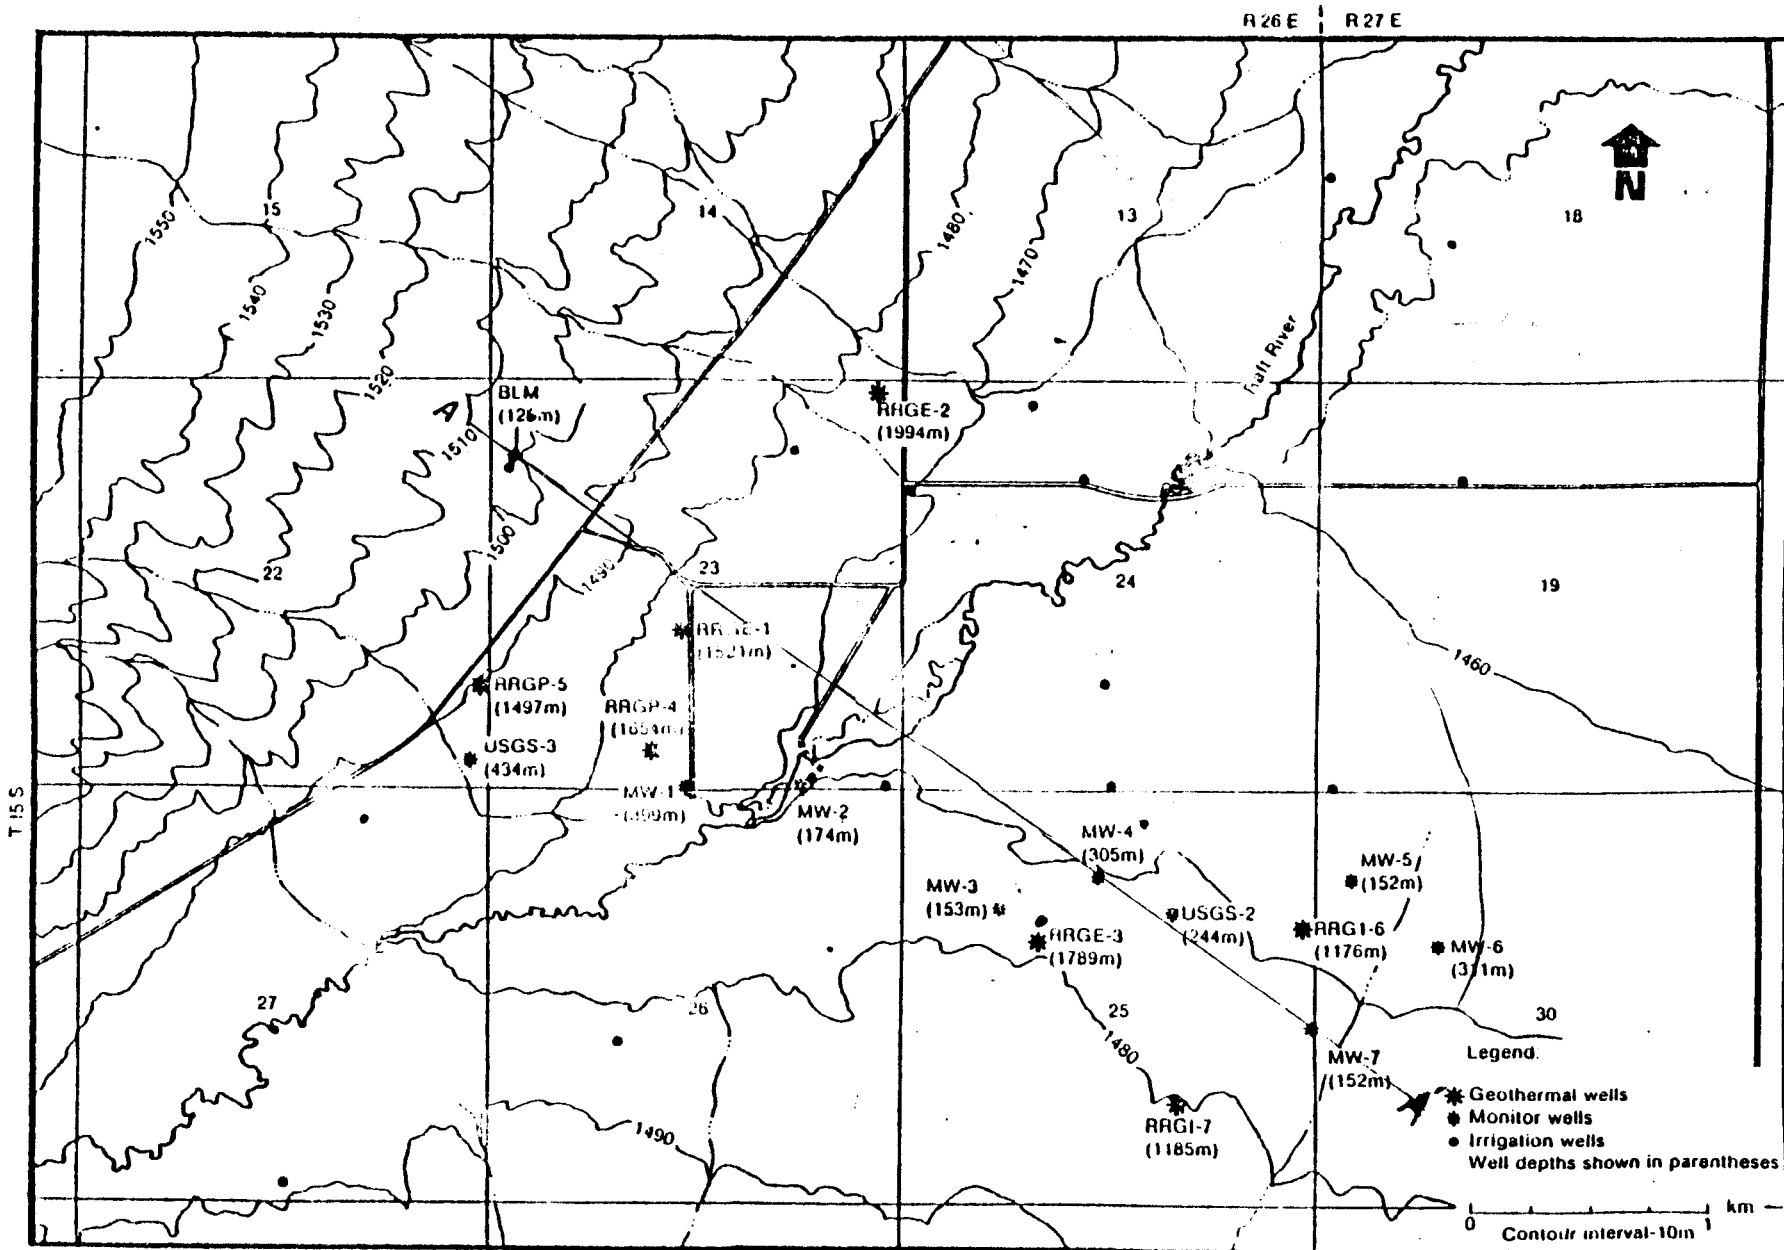 R 26 E
R 27 E
N
15
14
13
18
1550
1540
1530
1520
1510
1480
1470
Raft River
A
BLM
(126m)
RRGE-2
(1994m)
1500
1490
22
23
24
19
RRGE-1
1460
RRGP-5
(1497m)
RRGP-4
USGS-3
(434m)
MW-1
MW-2
(174m)
MW-4
(305m)
MW-5
(152m)
MW-3
(153m)
USGS-2
(244m)
RRGE-3
(1789m)
RRG1-6
(1176m)
MW-6
T 15 S
27
26
25
30
1480
MW-7
(152m)
RRGI-7
(1185m)
1490
Legend.
Geothermal wells
Monitor wells
Irrigation wells
Well depths shown in parentheses
0
1
km
Contour interval-10m